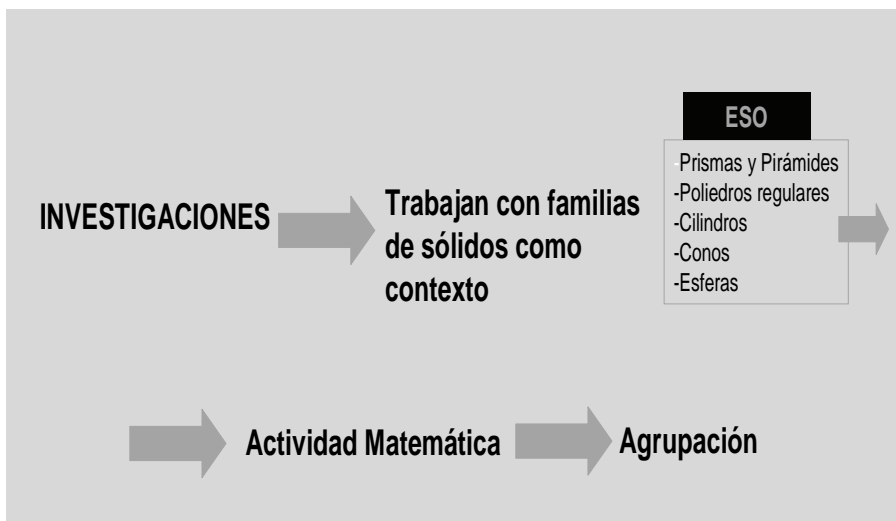 INVESTIGACIONES
Trabajan con familias
de sólidos como
contexto
ESO
-Prismas y Pirámides
-Poliedros regulares
-Cilindros
-Conos
-Esferas
Actividad Matemática
Agrupación